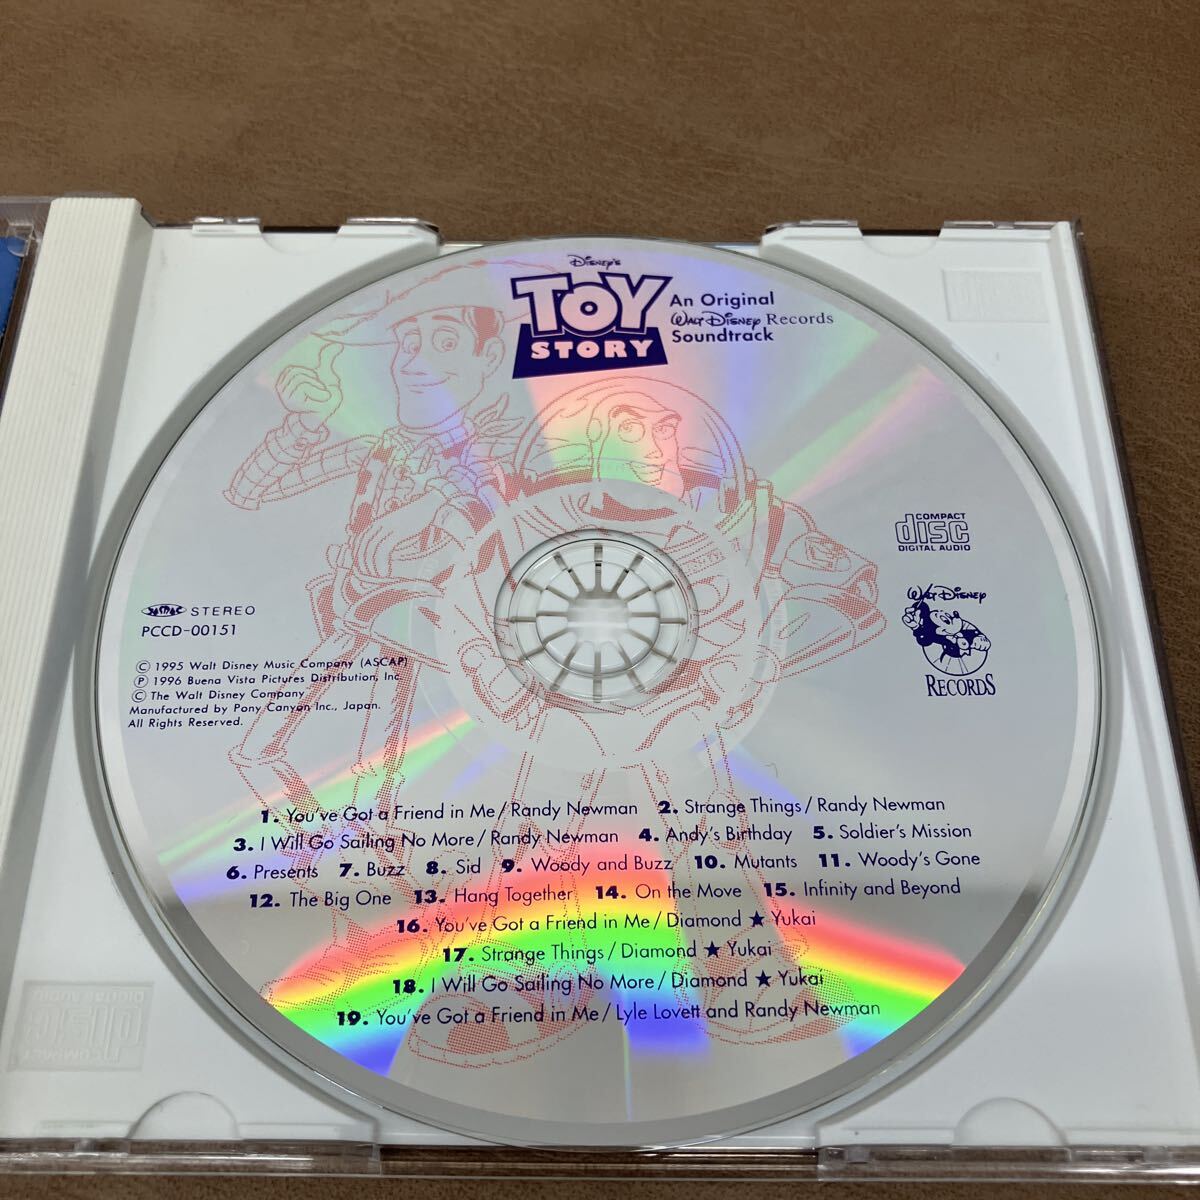 Disney's
TOY
STORY
An Original
Walt Disney Records
Soundtrack
COMPACT
disc
DIGITAL AUDIO
Walt Disney
RECORDS
STEREO
PCCD-00151
© 1995 Walt Disney Music Company (ASCAP)
℗ 1996 Buena Vista Pictures Distribution, Inc.
© The Walt Disney Company
Manufactured by Pony Canyon Inc., Japan.
All Rights Reserved.
1. You've Got a Friend in Me / Randy Newman 2. Strange Things / Randy Newman
3. I Will Go Sailing No More / Randy Newman 4. Andy's Birthday 5. Soldier's Mission
6. Presents 7. Buzz 8. Sid 9. Woody and Buzz 10. Mutants 11. Woody's Gone
12. The Big One 13. Hang Together 14. On the Move 15. Infinity and Beyond
16. You've Got a Friend in Me / Diamond ★ Yukai
17. Strange Things / Diamond ★ Yukai
18. I Will Go Sailing No More / Diamond ★ Yukai
19. You've Got a Friend in Me / Lyle Lovett and Randy Newman